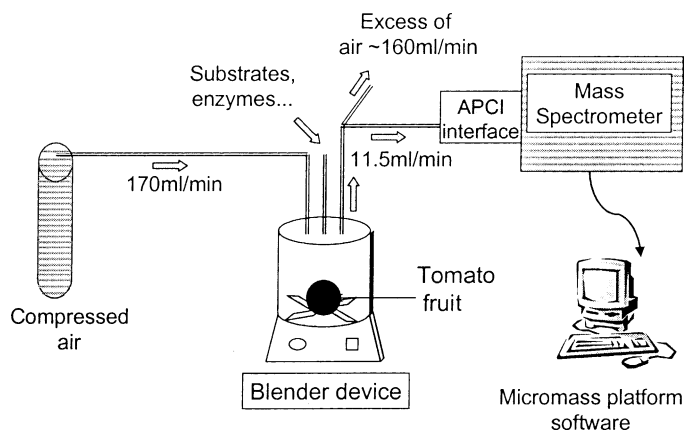 Excess of
air ~160ml/min
Substrates,
enzymes...
APCI
interface
Mass
Spectrometer
170ml/min
11.5ml/min
Compressed
air
Tomato
fruit
Blender device
Micromass platform
software